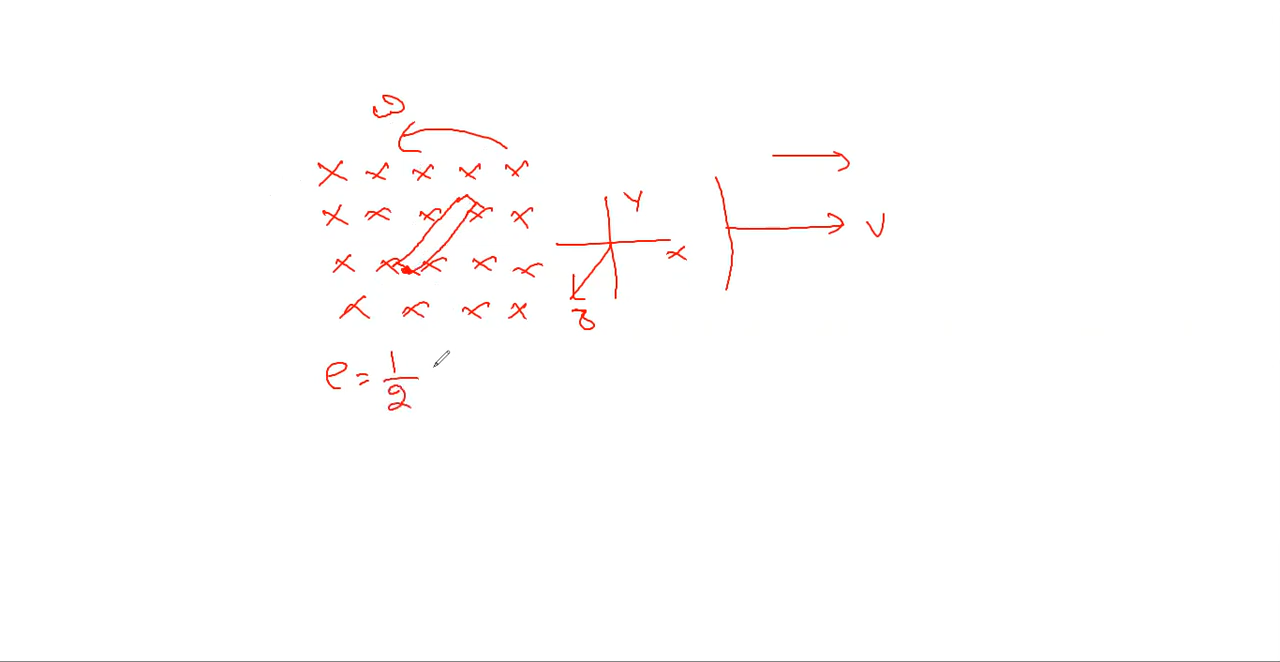 ω
× × × × ×
× × × × ×
× × × × ×
× × × ×
y
x
z
v
e = 1/2